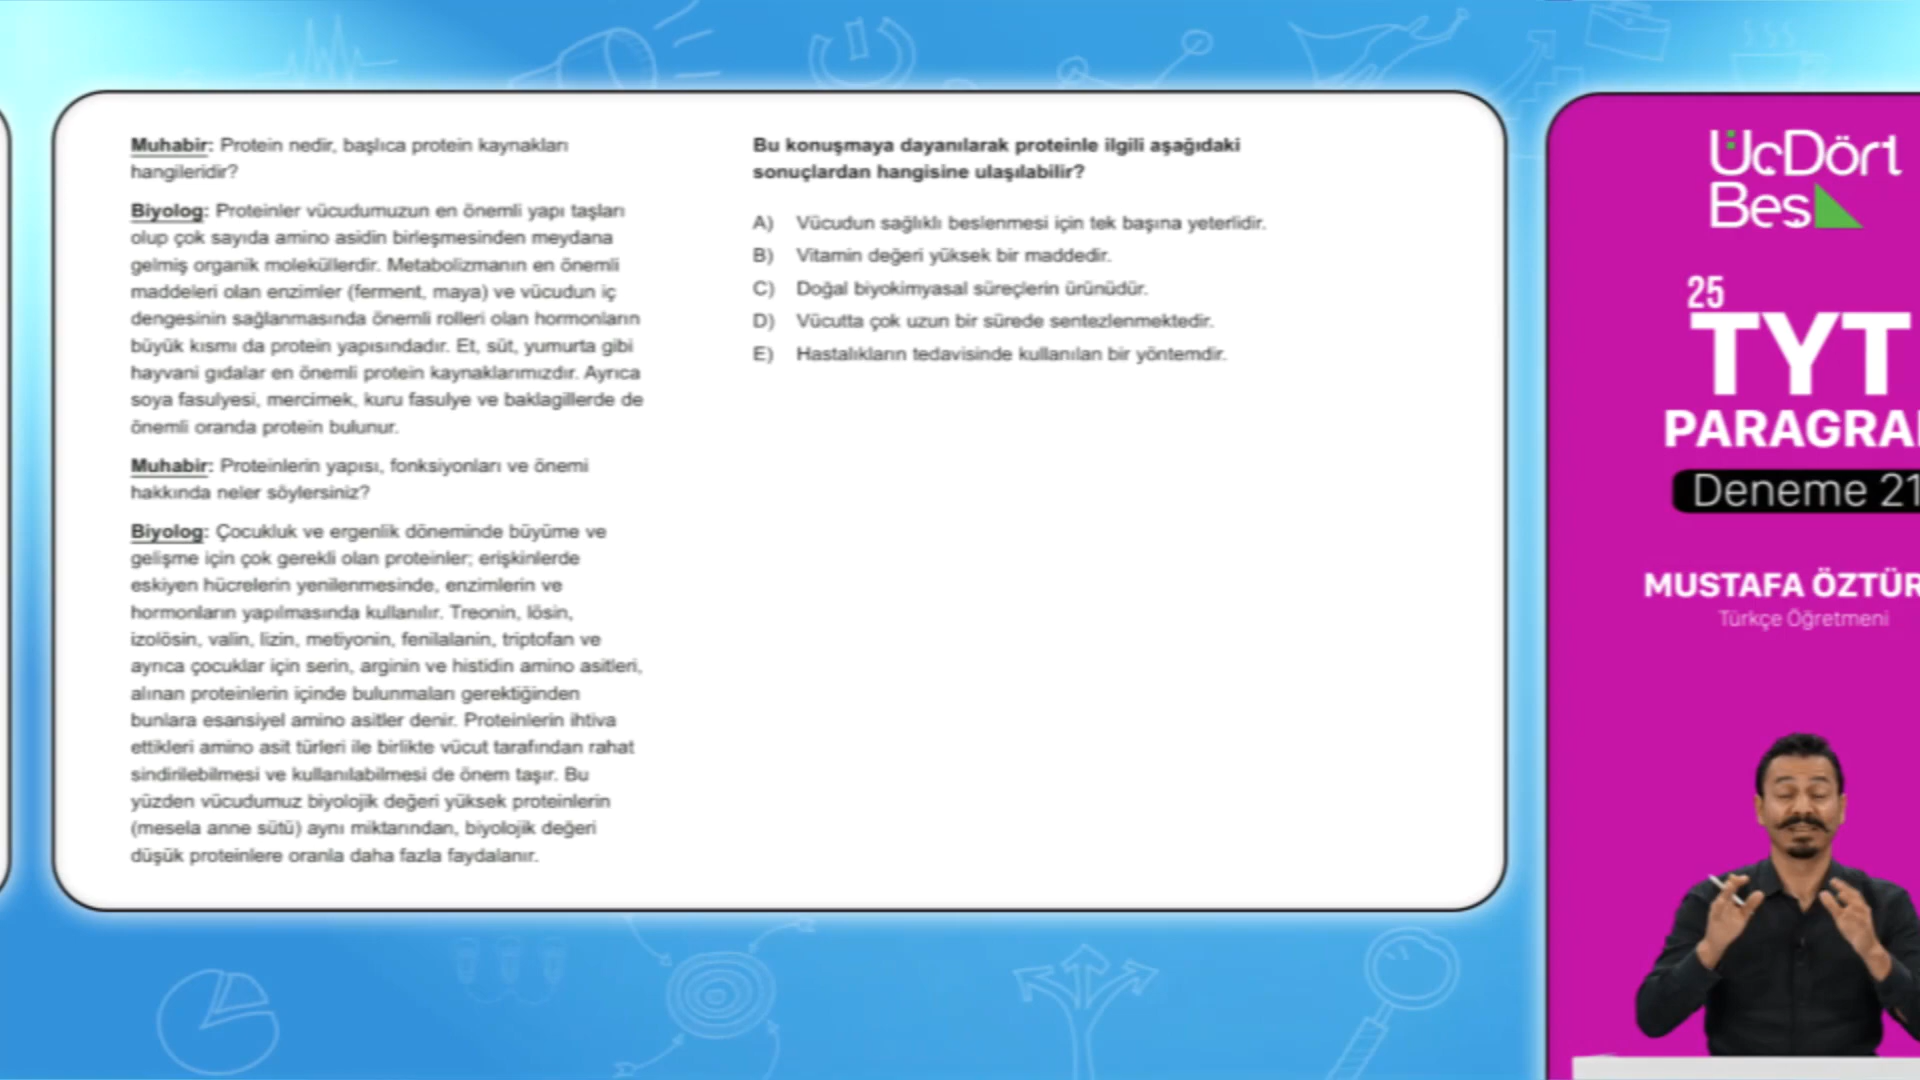 Muhabir: Protein nedir, başlıca protein kaynakları
hangileridir?
Biyolog: Proteinler vücudumuzun en önemli yapı taşları
olup çok sayıda amino asidin birleşmesinden meydana
gelmiş organik moleküllerdir. Metabolizmanın en önemli
maddeleri olan enzimler (ferment, maya) ve vücudun iç
dengesinin sağlanmasında önemli rolleri olan hormonların
büyük kısmı da protein yapısındadır. Et, süt, yumurta gibi
hayvani gıdalar en önemli protein kaynaklarımızdır. Ayrıca
soya fasulyesi, mercimek, kuru fasulye ve baklagillerde de
önemli oranda protein bulunur.
Muhabir: Proteinlerin yapısı, fonksiyonları ve önemi
hakkında neler söylersiniz?
Biyolog: Çocukluk ve ergenlik döneminde büyüme ve
gelişme için çok gerekli olan proteinler; erişkinlerde
eskiyen hücrelerin yenilenmesinde, enzimlerin ve
hormonların yapılmasında kullanılır. Treonin, lösin,
izolösin, valin, lizin, metiyonin, fenilalanin, triptofan ve
ayrıca çocuklar için serin, arginin ve histidin amino asitleri,
alınan proteinlerin içinde bulunmaları gerektiğinden
bunlara esansiyel amino asitler denir. Proteinlerin ihtiva
ettikleri amino asit türleri ile birlikte vücut tarafından rahat
sindirilebilmesi ve kullanılabilmesi de önem taşır. Bu
yüzden vücudumuz biyolojik değeri yüksek proteinlerin
(mesela anne sütü) aynı miktarından, biyolojik değeri
düşük proteinlere oranla daha fazla faydalanır.
Bu konuşmaya dayanılarak proteinle ilgili aşağıdaki
sonuçlardan hangisine ulaşılabilir?
A) Vücudun sağlıklı beslenmesi için tek başına yeterlidir.
B) Vitamin değeri yüksek bir maddedir.
C) Doğal biyokimyasal süreçlerin ürünüdür.
D) Vücutta çok uzun bir sürede sentezlenmektedir.
E) Hastalıkların tedavisinde kullanılan bir yöntemdir.
ÜçDört
Beş
25
TYT
PARAGRA
Deneme 21
MUSTAFA ÖZTÜR
Türkçe Öğretmeni